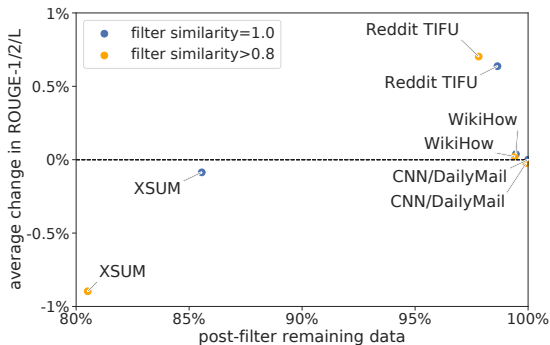 1%
0.5%
0%
-0.5%
-1%
average change in ROUGE-1/2/L
filter similarity=1.0
filter similarity>0.8
Reddit TIFU
Reddit TIFU
WikiHow
WikiHow
CNN/DailyMail
CNN/DailyMail
XSUM
XSUM
80%
85%
90%
95%
100%
post-filter remaining data